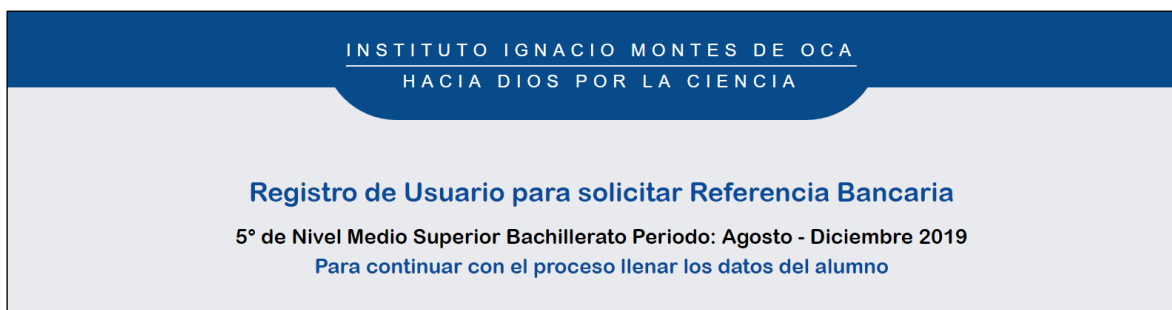 INSTITUTO IGNACIO MONTES DE OCA
HACIA DIOS POR LA CIENCIA
Registro de Usuario para solicitar Referencia Bancaria
5° de Nivel Medio Superior Bachillerato Periodo: Agosto - Diciembre 2019
Para continuar con el proceso llenar los datos del alumno